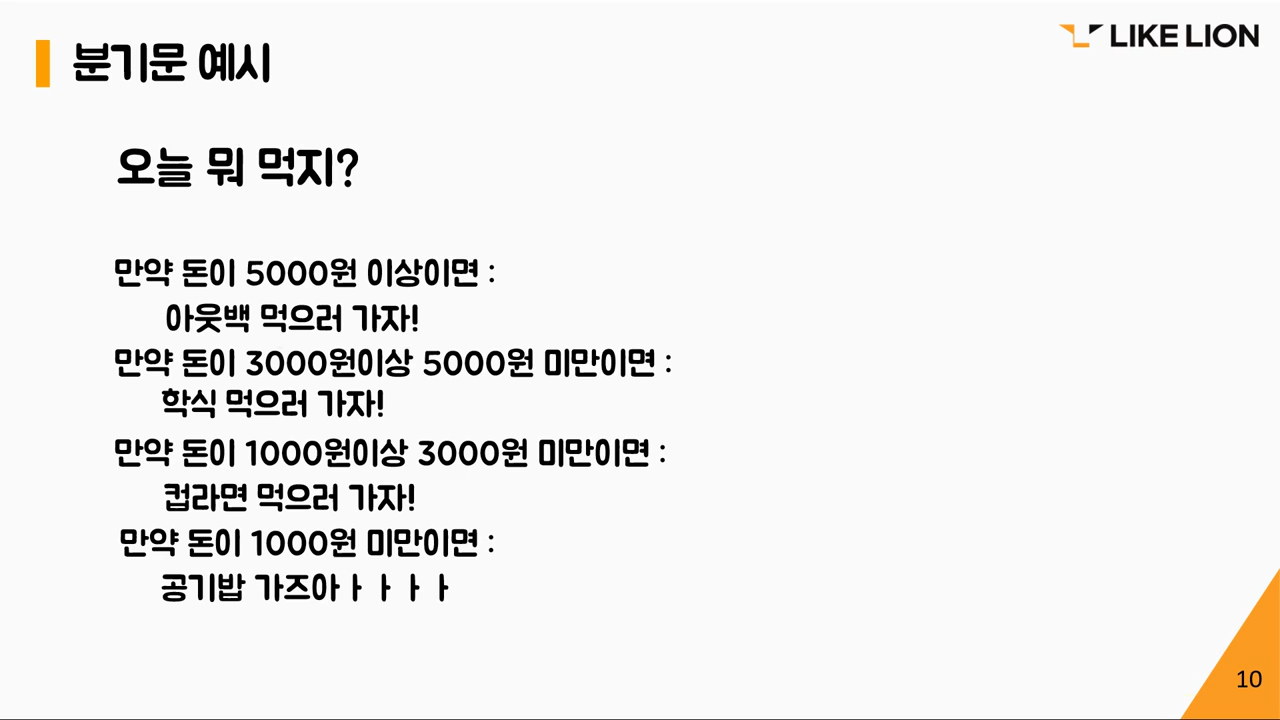 LIKE LION
분기문 예시
오늘 뭐 먹지?
만약 돈이 5000원 이상이면 :
아웃백 먹으러 가자!
만약 돈이 3000원이상 5000원 미만이면 :
학식 먹으러 가자!
만약 돈이 1000원이상 3000원 미만이면 :
컵라면 먹으러 가자!
만약 돈이 1000원 미만이면 :
공기밥 가즈아ㅏㅏㅏㅏ
10